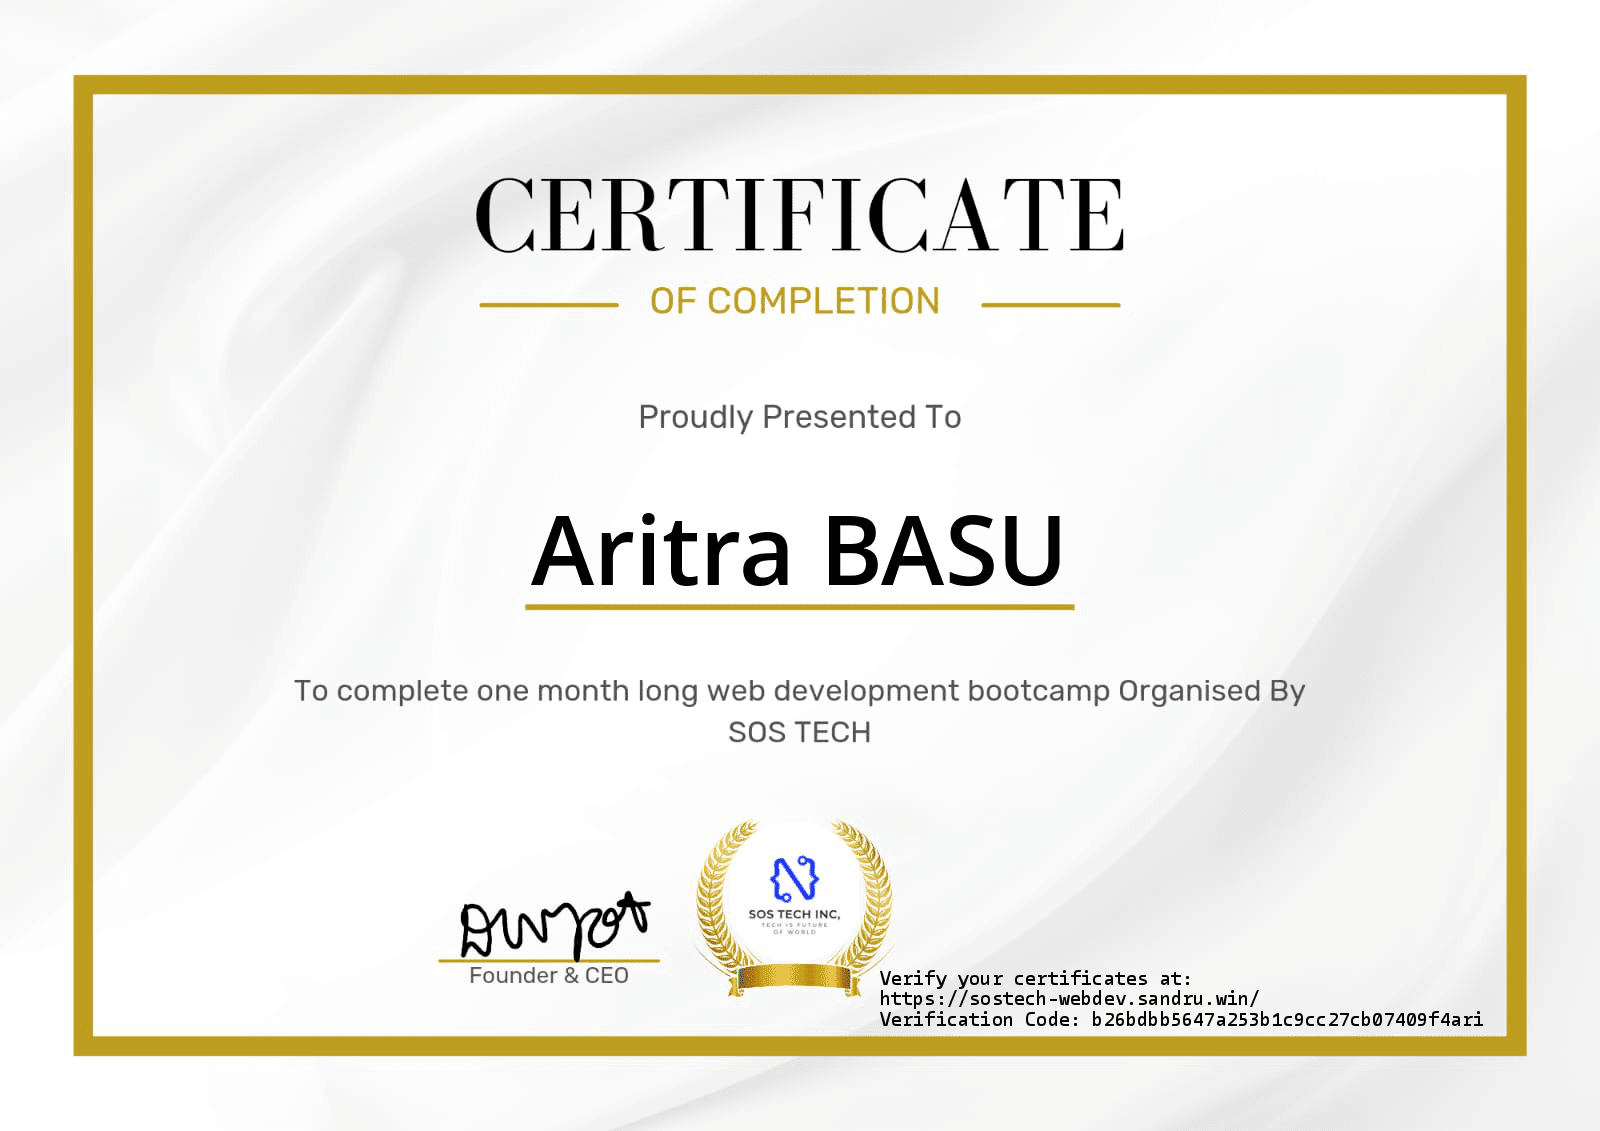 CERTIFICATE
OF COMPLETION
Proudly Presented To
Aritra BASU
To complete one month long web development bootcamp Organised By
SOS TECH
SOS TECH INC,
TECH IS FUTURE
OF WORLD
Founder & CEO
Verify your certificates at:
https://sostech-webdev.sandru.win/
Verification Code: b26bdbb5647a253b1c9cc27cb07409f4ari